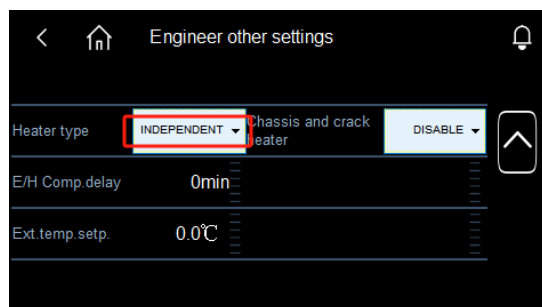 Engineer other settings
Heater type
INDEPENDENT
Chassis and crack
heater
DISABLE
E/H Comp.delay
0min
Ext.temp.setp.
0.0℃